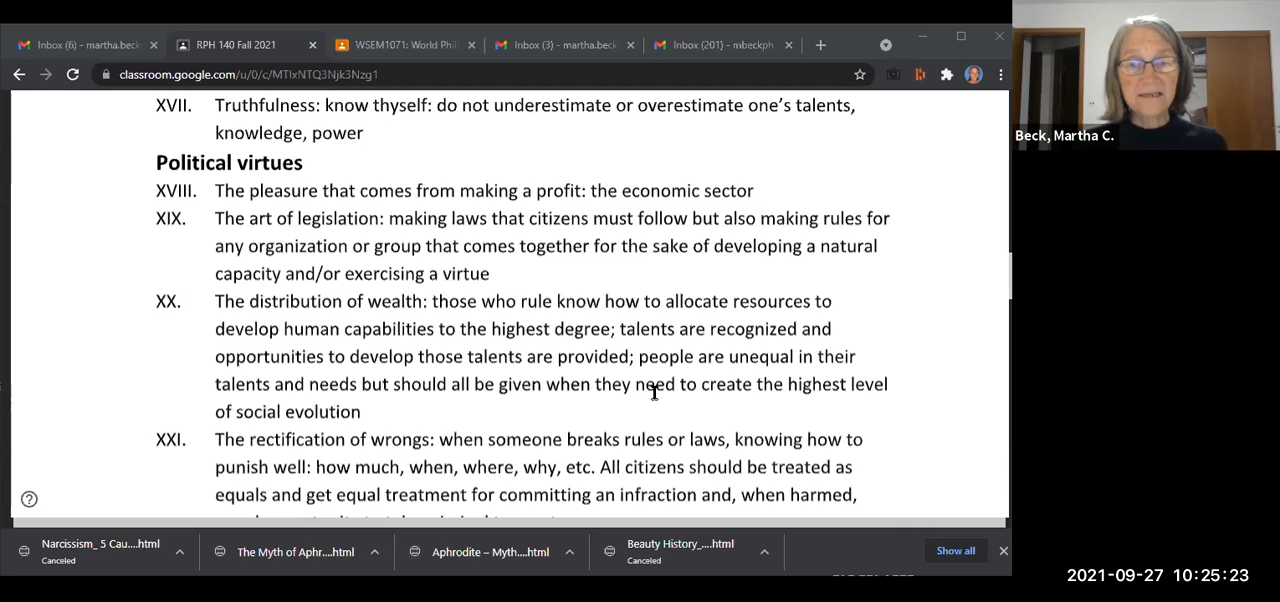 Inbox (6) - martha.beck
RPH 140 Fall 2021
WSEM1071: World Phil
Inbox (3) - martha.beck
Inbox (201) - mbeckph
classroom.google.com/u/0/c/MTIxNTQ3Njk3Nzg1
XVII. Truthfulness: know thyself: do not underestimate or overestimate one's talents,
knowledge, power
Political virtues
XVIII. The pleasure that comes from making a profit: the economic sector
XIX. The art of legislation: making laws that citizens must follow but also making rules for
any organization or group that comes together for the sake of developing a natural
capacity and/or exercising a virtue
XX. The distribution of wealth: those who rule know how to allocate resources to
develop human capabilities to the highest degree; talents are recognized and
opportunities to develop those talents are provided; people are unequal in their
talents and needs but should all be given when they need to create the highest level
of social evolution
XXI. The rectification of wrongs: when someone breaks rules or laws, knowing how to
punish well: how much, when, where, why, etc. All citizens should be treated as
equals and get equal treatment for committing an infraction and, when harmed,
Beck, Martha C.
Narcissism_ 5 Cau....html
Canceled
The Myth of Aphr....html
Aphrodite – Myth....html
Beauty History_....html
Canceled
Show all
2021-09-27 10:25:23